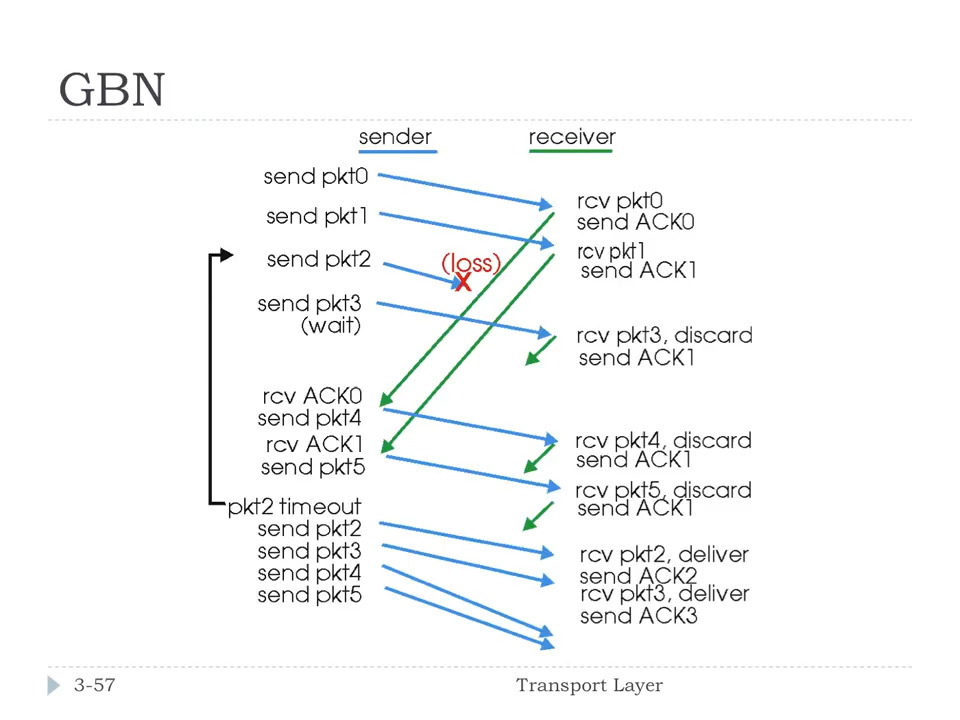 GBN
sender
receiver
send pkt0
send pkt1
send pkt2
(loss)
X
send pkt3
(wait)
rcv ACK0
send pkt4
rcv ACK1
send pkt5
pkt2 timeout
send pkt2
send pkt3
send pkt4
send pkt5
rcv pkt0
send ACK0
rcv pkt1
send ACK1
rcv pkt3, discard
send ACK1
rcv pkt4, discard
send ACK1
rcv pkt5, discard
send ACK1
rcv pkt2, deliver
send ACK2
rcv pkt3, deliver
send ACK3
3-57
Transport Layer